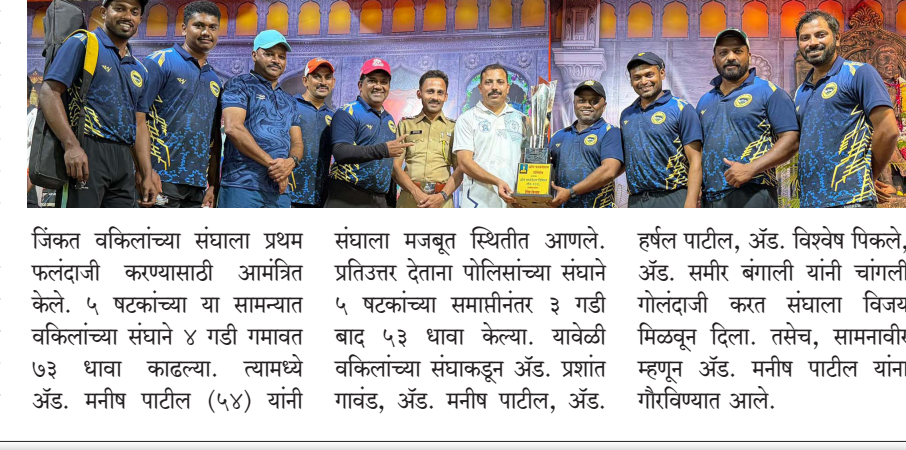 जिंकत वकिलांच्या संघाला प्रथम
फलंदाजी करण्यासाठी आमंत्रित
केले. ५ षटकांच्या या सामन्यात
वकिलांच्या संघाने ४ गडी गमावत
७३ धावा काढल्या. त्यामध्ये
ॲड. मनीष पाटील (५४) यांनी
संघाला मजबूत स्थितीत आणले.
प्रतिउत्तर देताना पोलिसांच्या संघाने
५ षटकांच्या समाप्तीनंतर ३ गडी
बाद ५३ धावा केल्या. यावेळी
वकिलांच्या संघाकडून ॲड. प्रशांत
गावंड, ॲड. मनीष पाटील, ॲड.
हर्षल पाटील, ॲड. विश्वेष पिकले,
ॲड. समीर बंगाली यांनी चांगली
गोलंदाजी करत संघाला विजय
मिळवून दिला. तसेच, सामनावीर
म्हणून ॲड. मनीष पाटील यांना
गौरविण्यात आले.